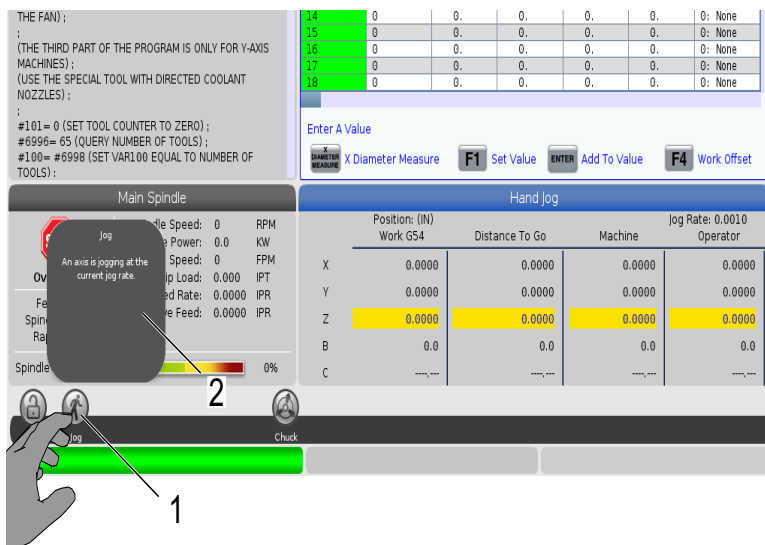 THE FAN) ;
;
(THE THIRD PART OF THE PROGRAM IS ONLY FOR Y-AXIS
MACHINES) ;
(USE THE SPECIAL TOOL WITH DIRECTED COOLANT
NOZZLES) ;
;
#101= 0 (SET TOOL COUNTER TO ZERO) ;
#6996= 65 (QUERY NUMBER OF TOOLS) ;
#100= #6998 (SET VAR100 EQUAL TO NUMBER OF
TOOLS) ;
14 0 0. 0. 0. 0. 0: None
15 0 0. 0. 0. 0. 0: None
16 0 0. 0. 0. 0. 0: None
17 0 0. 0. 0. 0. 0: None
18 0 0. 0. 0. 0. 0: None
Enter A Value
X DIAMETER MEASURE X Diameter Measure F1 Set Value ENTER Add To Value F4 Work Offset
Main Spindle
Speed: 0 RPM
Power: 0.0 KW
Speed: 0 FPM
Load: 0.000 IPT
Rate: 0.0000 IPR
Feed: 0.0000 IPR
Spindle 0%
Jog
An axis is jogging at the
current jog rate.
2
Hand Jog
Position: (IN) Jog Rate: 0.0010
Work G54 Distance To Go Machine Operator
X 0.0000 0.0000 0.0000 0.0000
Y 0.0000 0.0000 0.0000 0.0000
Z 0.0000 0.0000 0.0000 0.0000
B 0.0 0.0 0.0 0.0
C ----.--- ----.--- ----.--- ----.---
Jog Chuck
1